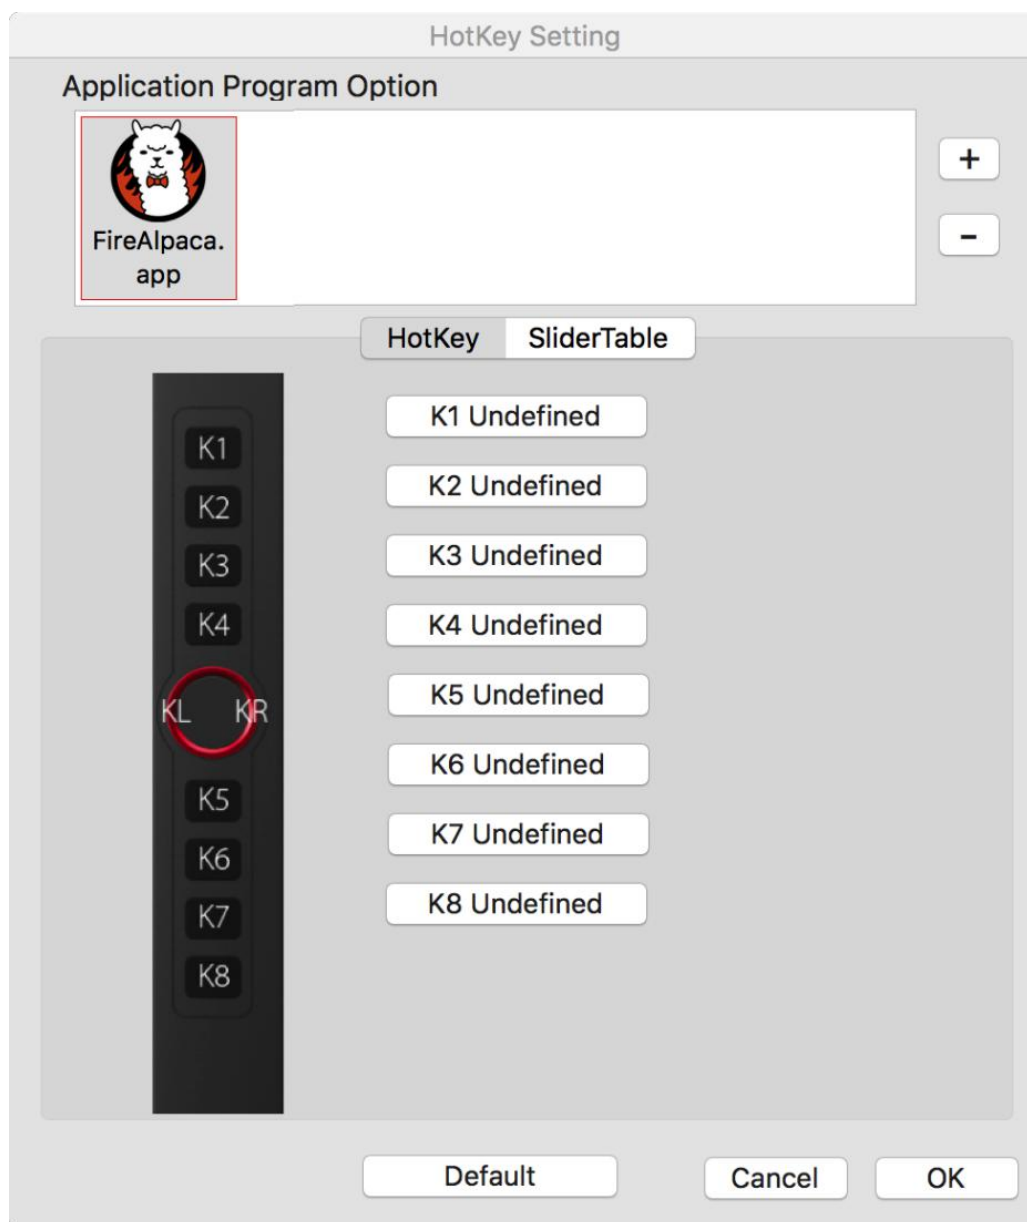 HotKey Setting
Application Program Option
+
FireAlpaca.
app
-
HotKey SliderTable
K1
K2
K3
K4
KL KR
K5
K6
K7
K8
K1 Undefined
K2 Undefined
K3 Undefined
K4 Undefined
K5 Undefined
K6 Undefined
K7 Undefined
K8 Undefined
Default Cancel OK